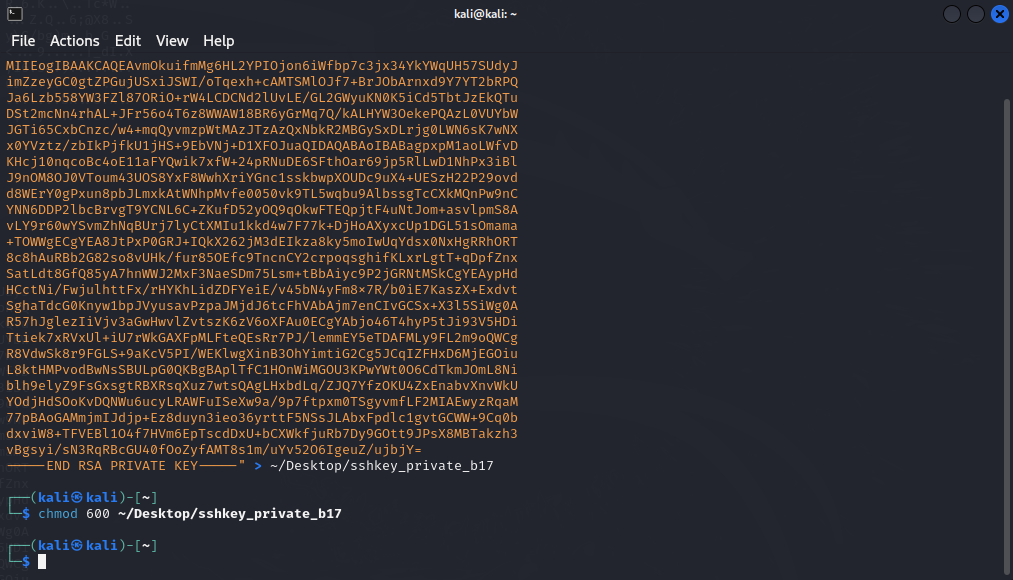 kali@kali: ~
File Actions Edit View Help
MIIEogIBAAKCAQEAvmOkuifmMg6HL2YPIOjon6iWfbp7c3jx34YkYWqUH57SUdyJ
imZzeyGC0gtZPGujUSxiJSWI/oTqexh+cAMTSMlOJf7+BrJObArnxd9Y7YT2bRPQ
Ja6Lzb558YW3FZl87ORiO+rW4LCDCNd2lUvLE/GL2GWyuKN0K5iCd5TbtJzEkQTu
DSt2mcNn4rhAL+JFr56o4T6z8WWAW18BR6yGrMq7Q/kALHYW3OekePQAzL0VUYbW
JGTi65CxbCnzc/w4+mqQyvmzpWtMAzJTzAzQxNbkR2MBGySxDLrjg0LWN6sK7wNX
x0YVztz/zbIkPjfkU1jHS+9EbVNj+D1XFOJuaQIDAQABAoIBABagpxpM1aoLWfvD
KHcj10nqcoBc4oE11aFYQwik7xfW+24pRNuDE6SFthOar69jp5RlLwD1NhPx3iBl
J9nOM8OJ0VToum43UOS8YxF8WwhXriYGnc1sskbwpXOUDc9uX4+UESzH22P29ovd
d8WErY0gPxun8pbJLmxkAtWNhpMvfe0050vk9TL5wqbu9AlbssgTcCXkMQnPw9nC
YNN6DDP2lbcBrvgT9YCNL6C+ZKufD52yOQ9qOkwFTEQpjtF4uNtJom+asvlpmS8A
vLY9r60wYSvmZhNqBUrj7lyCtXMIu1kkd4w7F77k+DjHoAXyxcUp1DGL51sOmama
+TOWWgECgYEA8JtPxP0GRJ+IQkX262jM3dEIkza8ky5moIwUqYdsx0NxHgRRhORT
8c8hAuRBb2G82so8vUHk/fur85OEfc9TncnCY2crpoqsghifKLxrLgtT+qDpfZnx
SatLdt8GfQ85yA7hnWWJ2MxF3NaeSDm75Lsm+tBbAiyc9P2jGRNtMSkCgYEAypHd
HCctNi/FwjulhttFx/rHYKhLidZDFYeiE/v45bN4yFm8×7R/b0iE7KaszX+Exdvt
SghaTdcG0Knyw1bpJVyusavPzpaJMjdJ6tcFhVAbAjm7enCIvGCSx+X3l5SiWg0A
R57hJglezIiVjv3aGwHwvlZvtszK6zV6oXFAu0ECgYAbjo46T4hyP5tJi93V5HDi
Ttiek7xRVxUl+iU7rWkGAXFpMLFteQEsRr7PJ/lemmEY5eTDAFMLy9FL2m9oQWCg
R8VdwSk8r9FGLS+9aKcV5PI/WEKlwgXinB3OhYimtiG2Cg5JCqIZFHxD6MjEGOiu
L8ktHMPvodBwNsSBULpG0QKBgBAplTfC1HOnWiMGOU3KPwYWt0O6CdTkmJOmL8Ni
blh9elyZ9FsGxsgtRBXRsqXuz7wtsQAgLHxbdLq/ZJQ7YfzOKU4ZxEnabvXnvWkU
YOdjHdSOoKvDQNWu6ucyLRAWFuISeXw9a/9p7ftpxm0TSgyvmfLF2MIAEwyzRqaM
77pBAoGAMmjmIJdjp+Ez8duyn3ieo36yrttF5NSsJLAbxFpdlc1gvtGCWW+9Cq0b
dxviW8+TFVEBl1O4f7HVm6EpTscdDxU+bCXWkfjuRb7Dy9GOtt9JPsX8MBTakzh3
vBgsyi/sN3RqRBcGU40fOoZyfAMT8s1m/uYv52O6IgeuZ/ujbjY=
-----END RSA PRIVATE KEY-----" > ~/Desktop/sshkey_private_b17
┌──(kali㉿kali)-[~]
└─$ chmod 600 ~/Desktop/sshkey_private_b17
┌──(kali㉿kali)-[~]
└─$